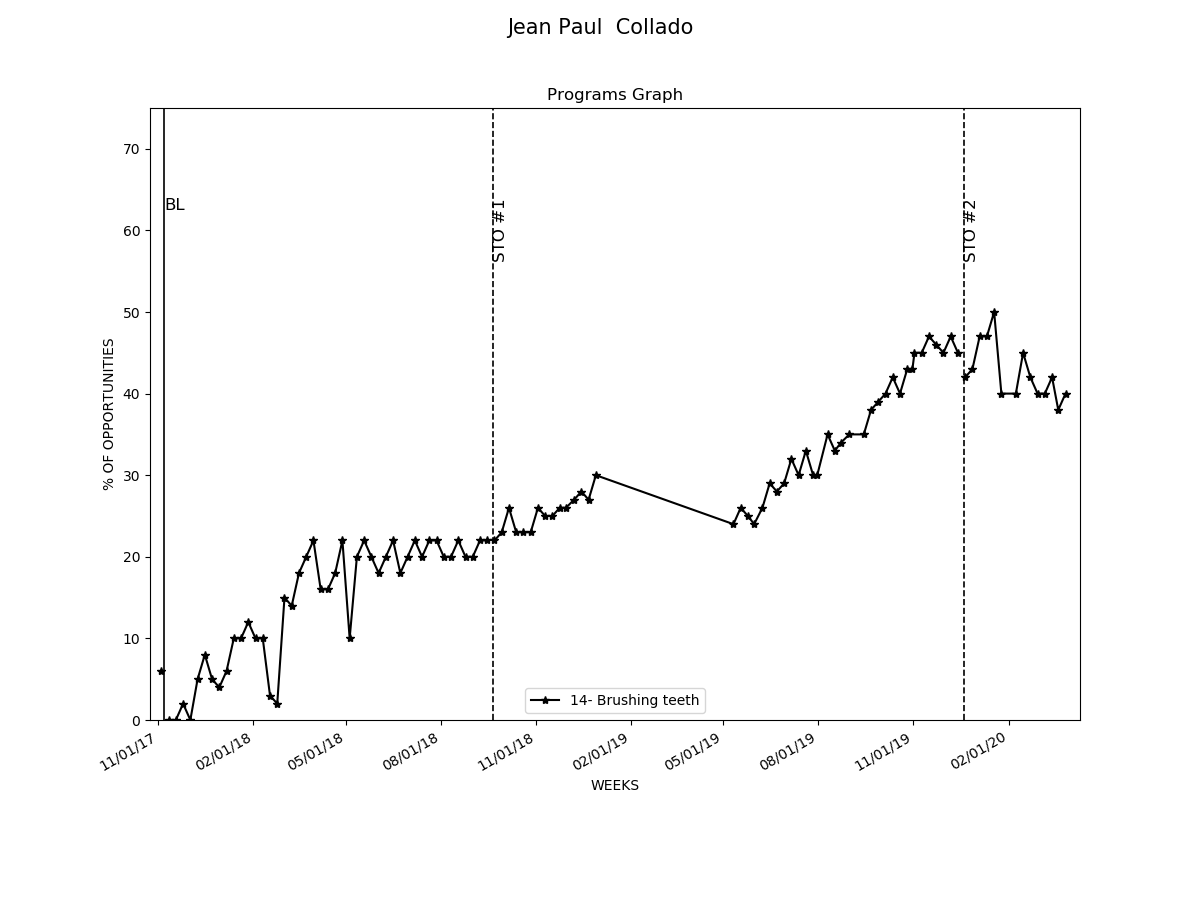 Jean Paul  Collado
Programs Graph
70
60
50
40
30
20
10
0
% OF OPPORTUNITIES
BL
STO #1
STO #2
14- Brushing teeth
11/01/17
02/01/18
05/01/18
08/01/18
11/01/18
02/01/19
05/01/19
08/01/19
11/01/19
02/01/20
WEEKS